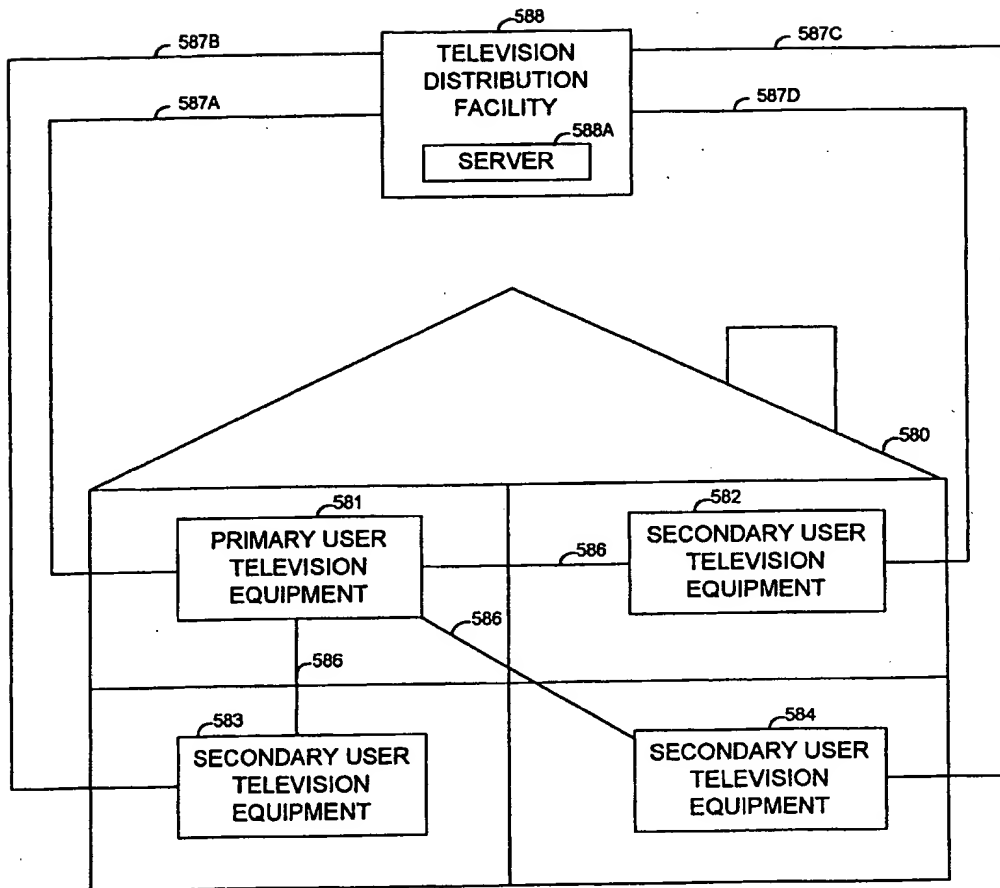 588
587B
587C
TELEVISION
DISTRIBUTION
FACILITY
587A
587D
588A
SERVER
580
581
582
PRIMARY USER
TELEVISION
EQUIPMENT
SECONDARY USER
TELEVISION
EQUIPMENT
586
586
586
583
584
SECONDARY USER
TELEVISION
EQUIPMENT
SECONDARY USER
TELEVISION
EQUIPMENT